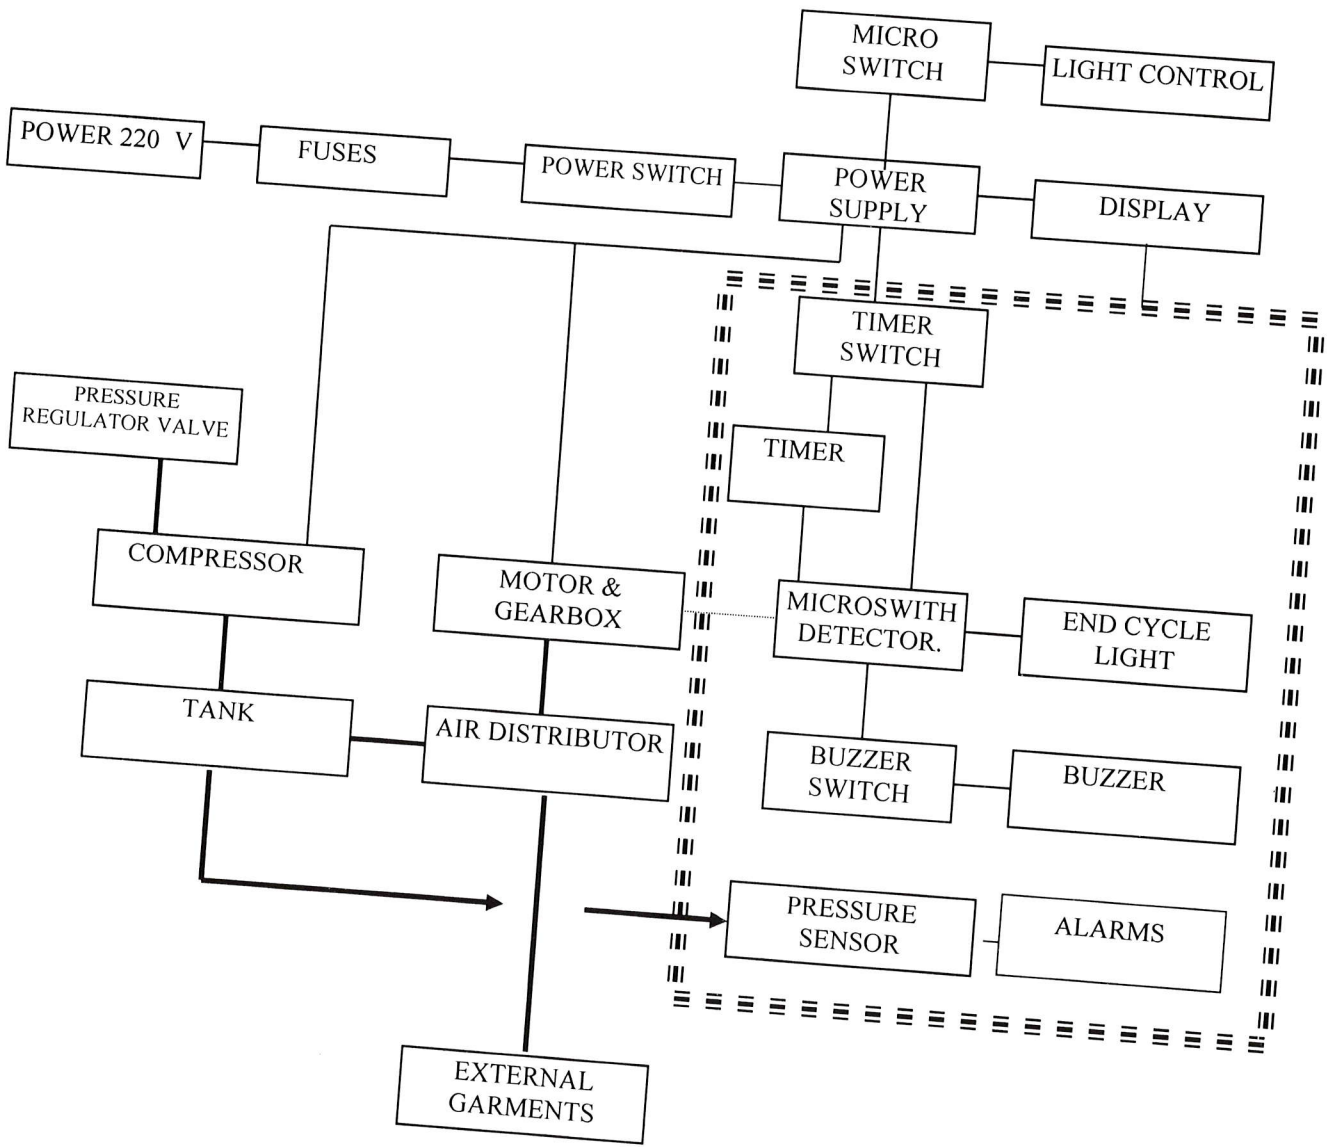 MICRO
SWITCH
LIGHT CONTROL
POWER 220 V
FUSES
POWER SWITCH
POWER
SUPPLY
DISPLAY
TIMER
SWITCH
PRESSURE
REGULATOR VALVE
TIMER
COMPRESSOR
MOTOR &
GEARBOX
MICROSWITH
DETECTOR.
END CYCLE
LIGHT
TANK
AIR DISTRIBUTOR
BUZZER
SWITCH
BUZZER
PRESSURE
SENSOR
ALARMS
EXTERNAL
GARMENTS